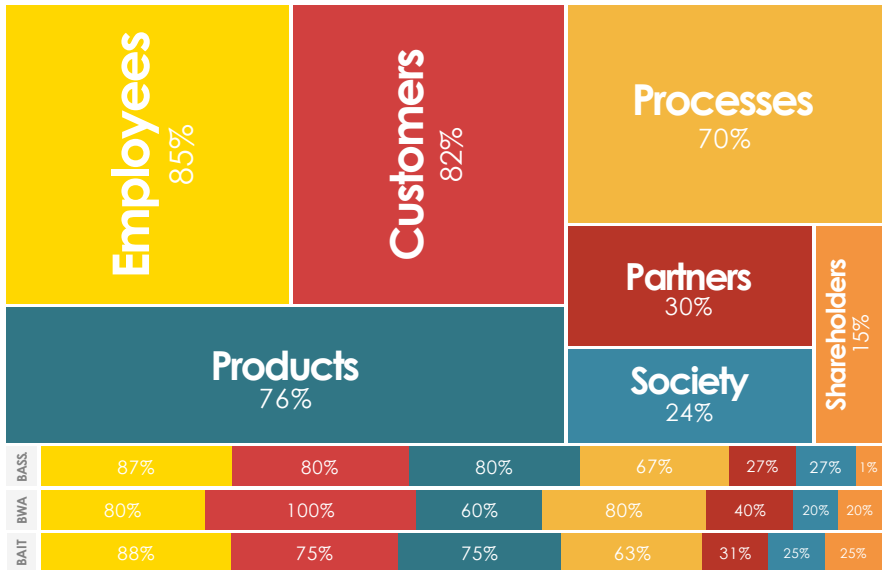 Employees
85%
Customers
82%
Processes
70%
Partners
30%
Shareholders
15%
Products
76%
Society
24%
BASS. 87% 80% 80% 67% 27% 27% 1%
BWA 80% 100% 60% 80% 40% 20% 20%
BAIT 88% 75% 75% 63% 31% 25% 25%